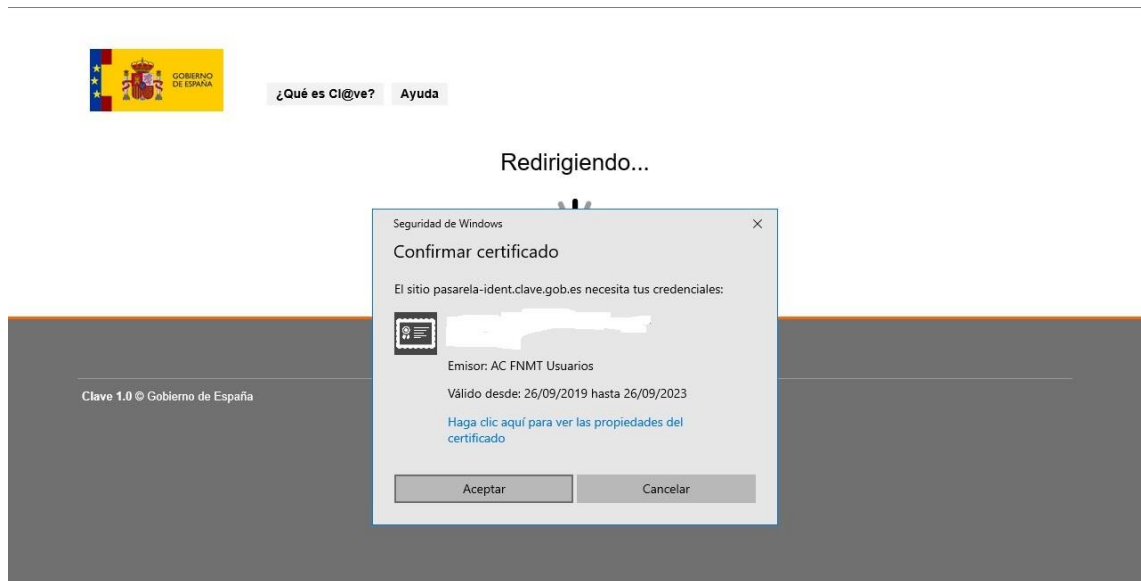 GOBIERNO
DE ESPAÑA
¿Qué es Cl@ve? Ayuda
Redirigiendo...
Seguridad de Windows
Confirmar certificado
El sitio pasarela-ident.clave.gob.es necesita tus credenciales:
Emisor: AC FNMT Usuarios
Válido desde: 26/09/2019 hasta 26/09/2023
Haga clic aquí para ver las propiedades del
certificado
Aceptar Cancelar
Clave 1.0 © Gobierno de España